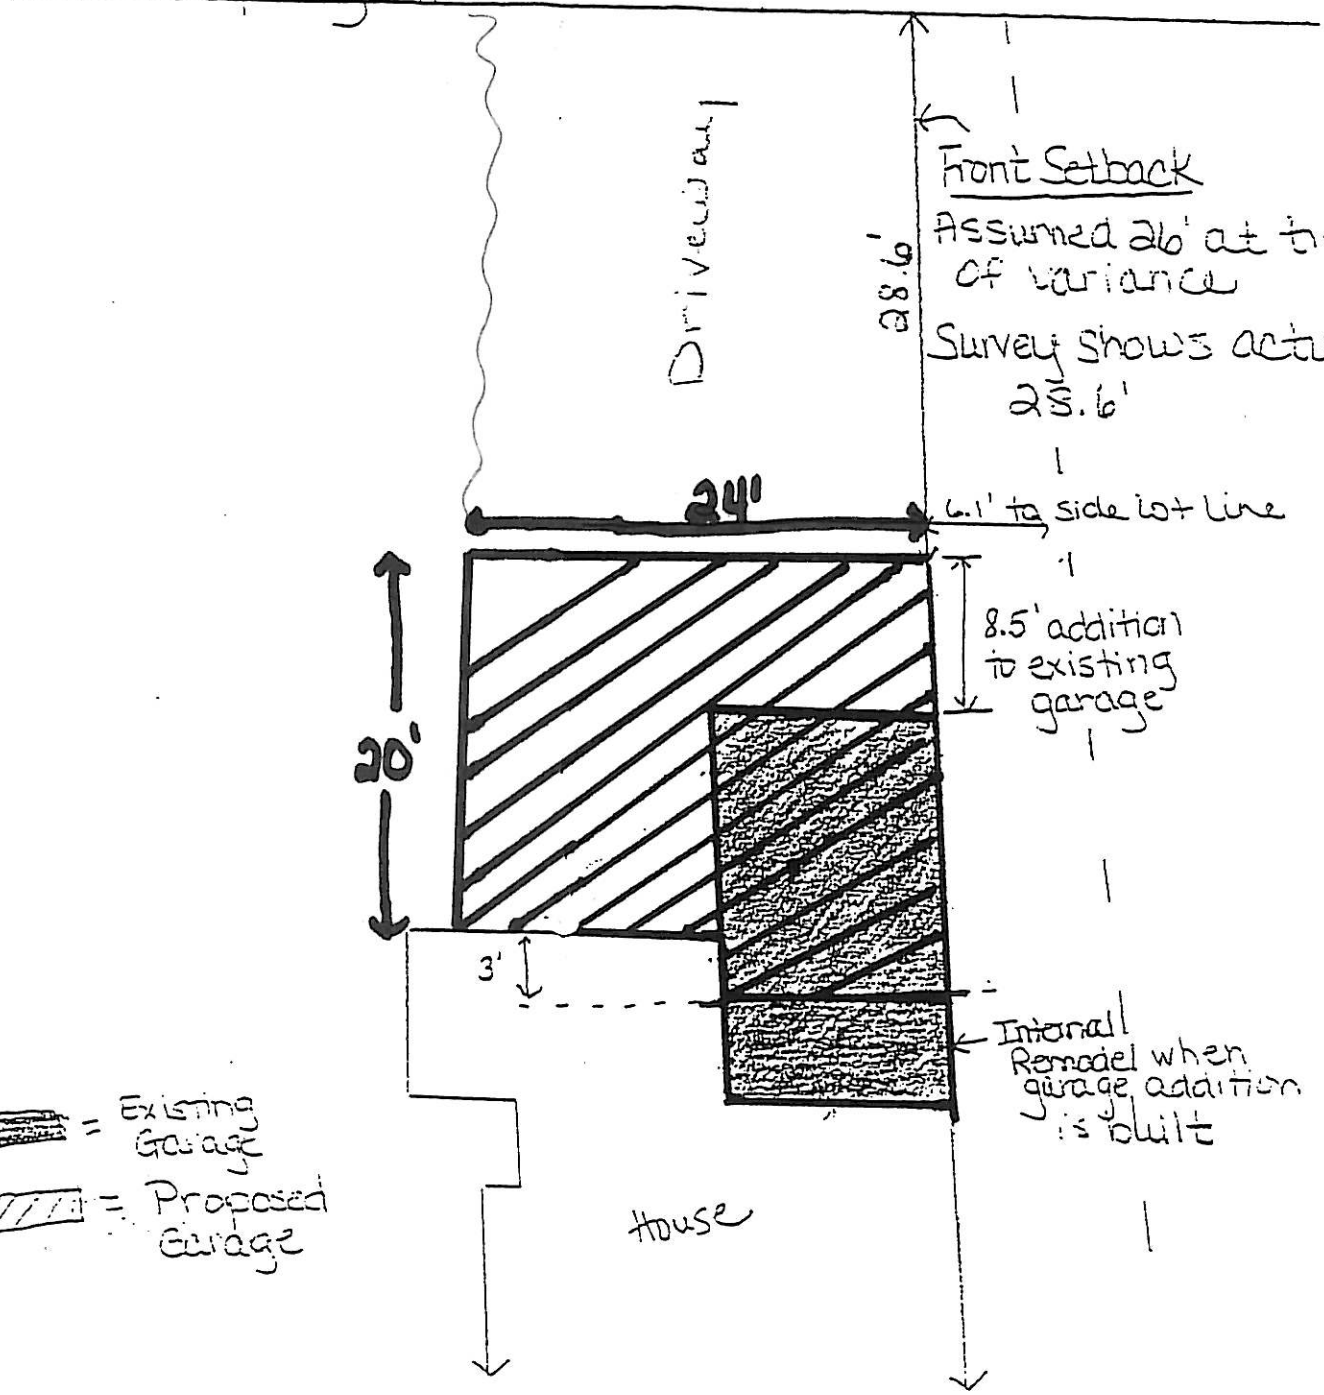 Driveway
28.6'
Front Setback
Assumed 26' at
of variance
Survey shows
28.6'
24'
6.1' to side lot line
8.5' addition
to existing
garage
20'
3'
Internal
Remodel when
garage addition
is built
= Existing
Garage
= Proposed
Garage
House